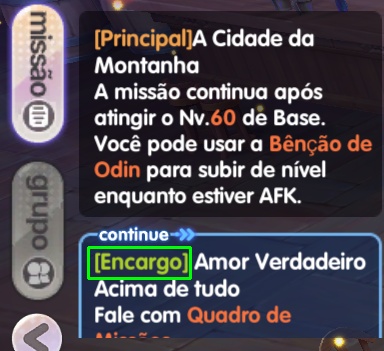 missão
grupo
[Principal]A Cidade da
Montanha
A missão continua após
atingir o Nv.60 de Base.
Você pode usar a Bênção de
Odin para subir de nível
enquanto estiver AFK.
continue
[Encargo] Amor Verdadeiro
Acima de tudo
Fale com Quadro de
Missões